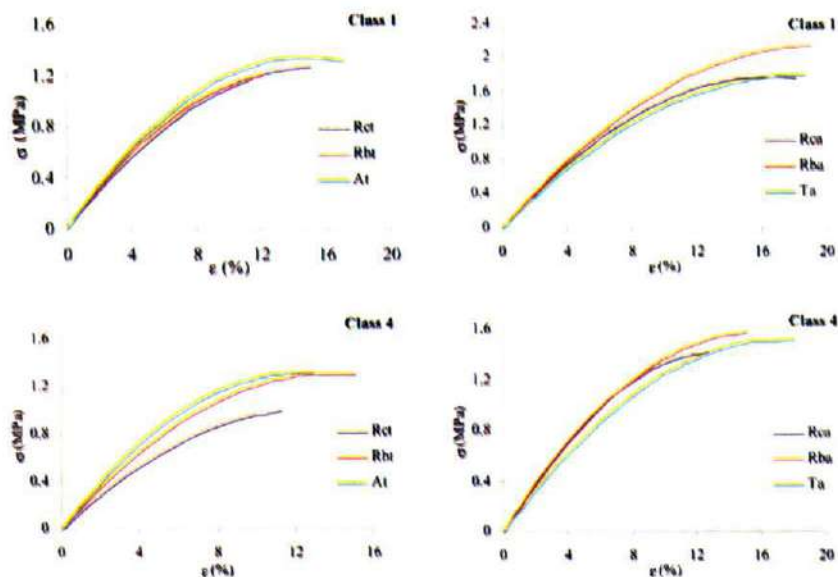 Class 1
1.6
1.2
0.8
0.4
0
σ (MPa)
Rct
Rbt
At
0 4 8 12 16 20
ε (%)
Class 1
2.4
2
1.6
1.2
0.8
0.4
0
σ(MPa)
Rca
Rba
Ta
0 4 8 12 16 20
ε(%)
Class 4
1.6
1.2
0.8
0.4
0
σ (MPa)
Rct
Rbt
At
0 4 8 12 16
ε(%)
Class 4
1.6
1.2
0.8
0.4
0
σ (MPa)
Rca
Rba
Ta
0 4 8 12 16 20
ε(%)